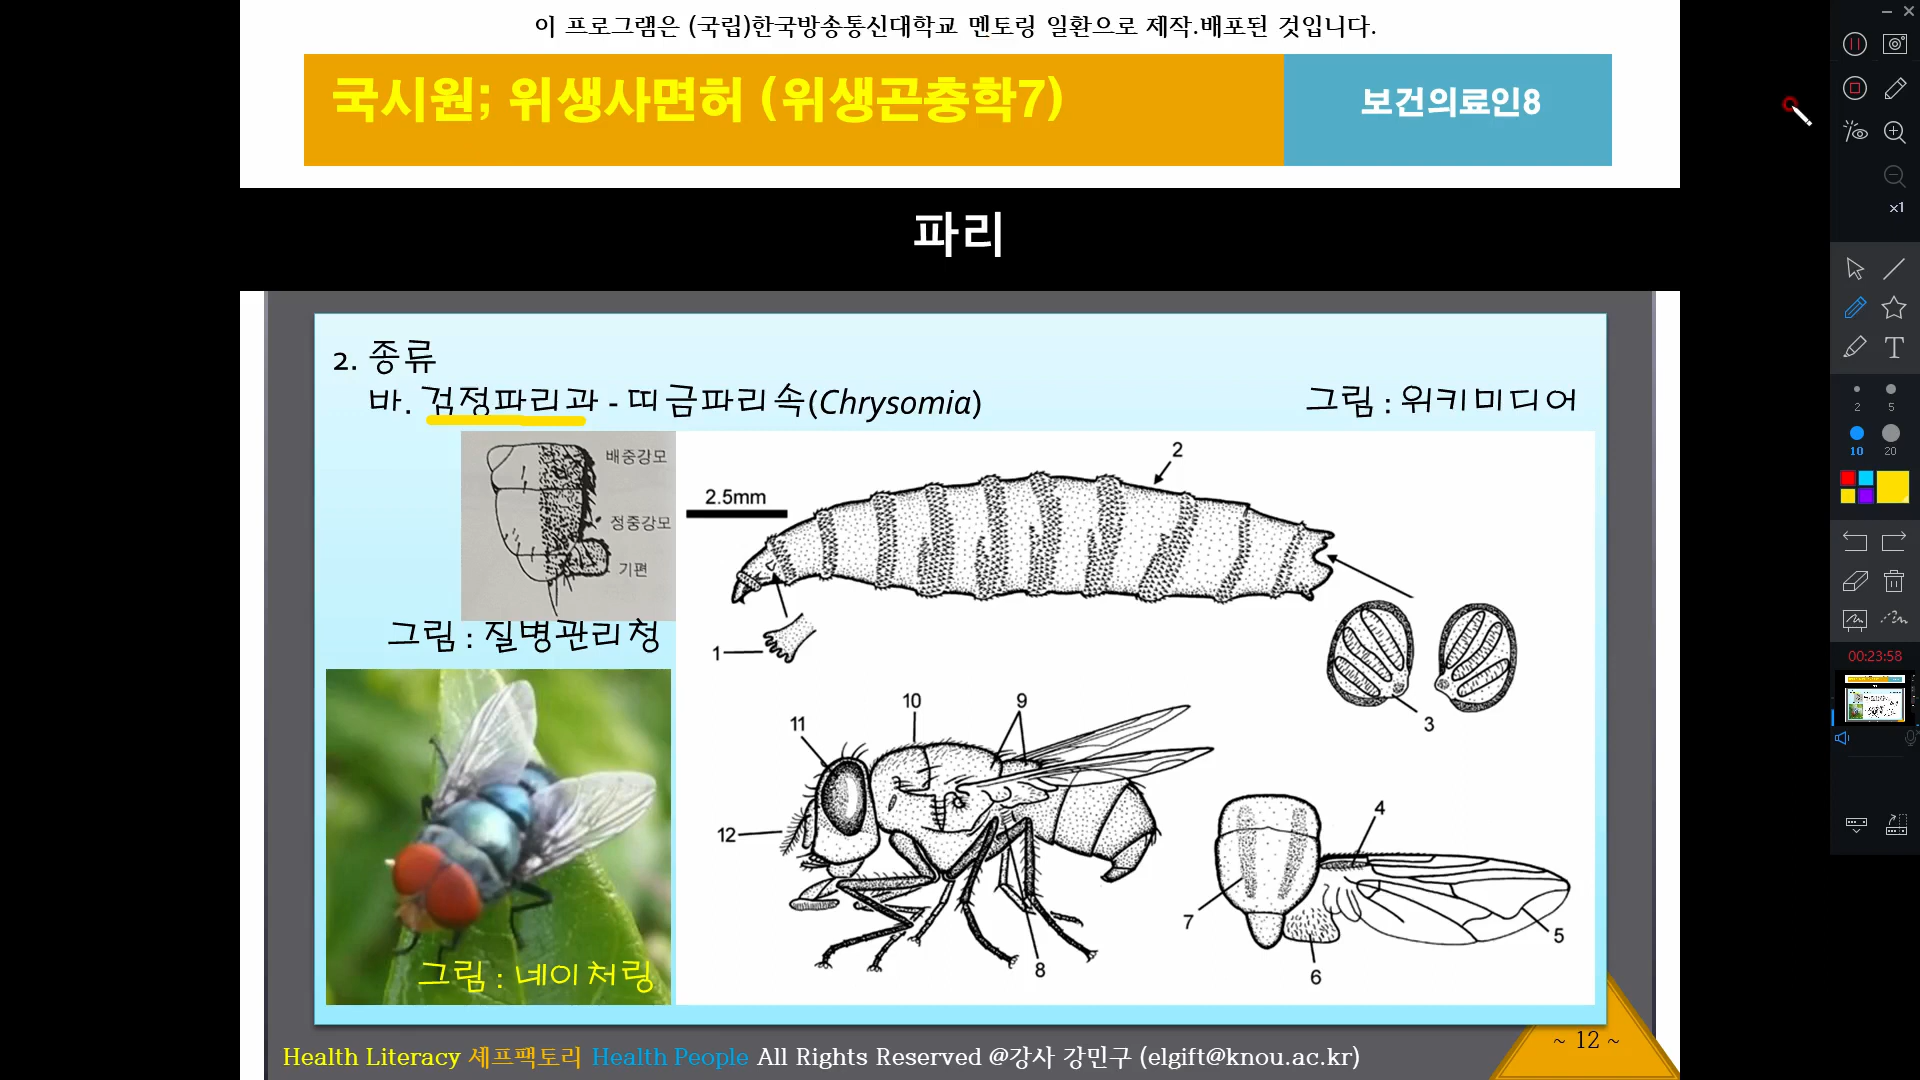 이 프로그램은 (국립)한국방송통신대학교 멘토링 일환으로 제작.배포된 것입니다.
국시원; 위생사면허 (위생곤충학7)
보건의료인8
파리
2. 종류
바. 검정파리과 - 띠금파리속(Chrysomia)
그림 : 위키미디어
배중강모
정중강모
기편
그림 : 질병관리청
2.5mm
2
1
3
10
9
11
12
8
4
7
5
6
그림 : 네이처링
Health Literacy 셰프팩토리 Health People All Rights Reserved @강사 강민구 (elgift@knou.ac.kr)
~ 12 ~
x1
T
2
5
10
20
00:23:58